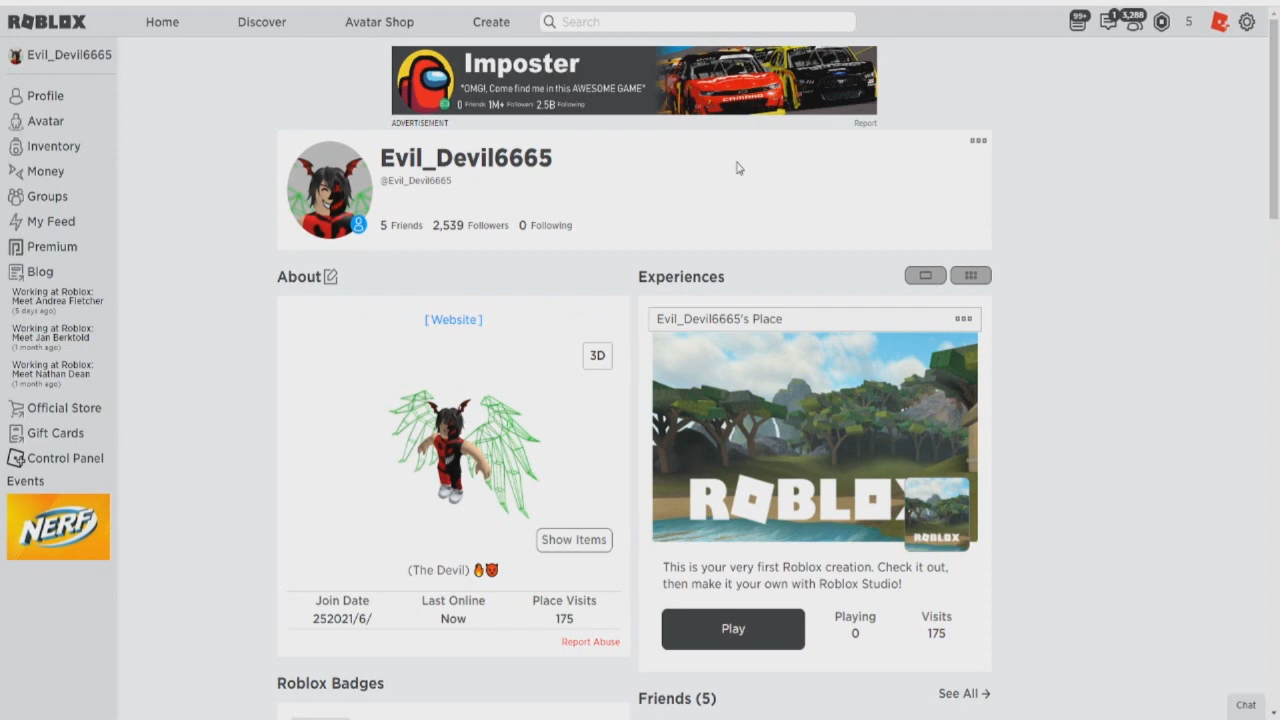 ROBLOX
Home
Discover
Avatar Shop
Create
Search
99+
1
3,288
5
Evil_Devil6665
Profile
Avatar
Inventory
Money
Groups
My Feed
Premium
Blog
Working at Roblox:
Meet Andrea Fletcher
(5 days ago)
Working at Roblox:
Meet Jan Berktold
(1 month ago)
Working at Roblox:
Meet Nathan Dean
(1 month ago)
Official Store
Gift Cards
Control Panel
Events
NERF
Imposter
"OMG!, Come find me in this AWESOME GAME"
0 Friends 1M+ Followers 2.5B Following
CAMARO
ADVERTISEMENT
Report
Evil_Devil6665
@Evil_Devil6665
5 Friends 2,539 Followers 0 Following
About
[ Website ]
3D
Show Items
(The Devil) 🔥👿
Join Date Last Online Place Visits
252021/6/ Now 175
Report Abuse
Roblox Badges
Experiences
Evil_Devil6665's Place
ROBLOX
ROBLOX
This is your very first Roblox creation. Check it out,
then make it your own with Roblox Studio!
Play
Playing Visits
0 175
Friends (5)
See All →
Chat